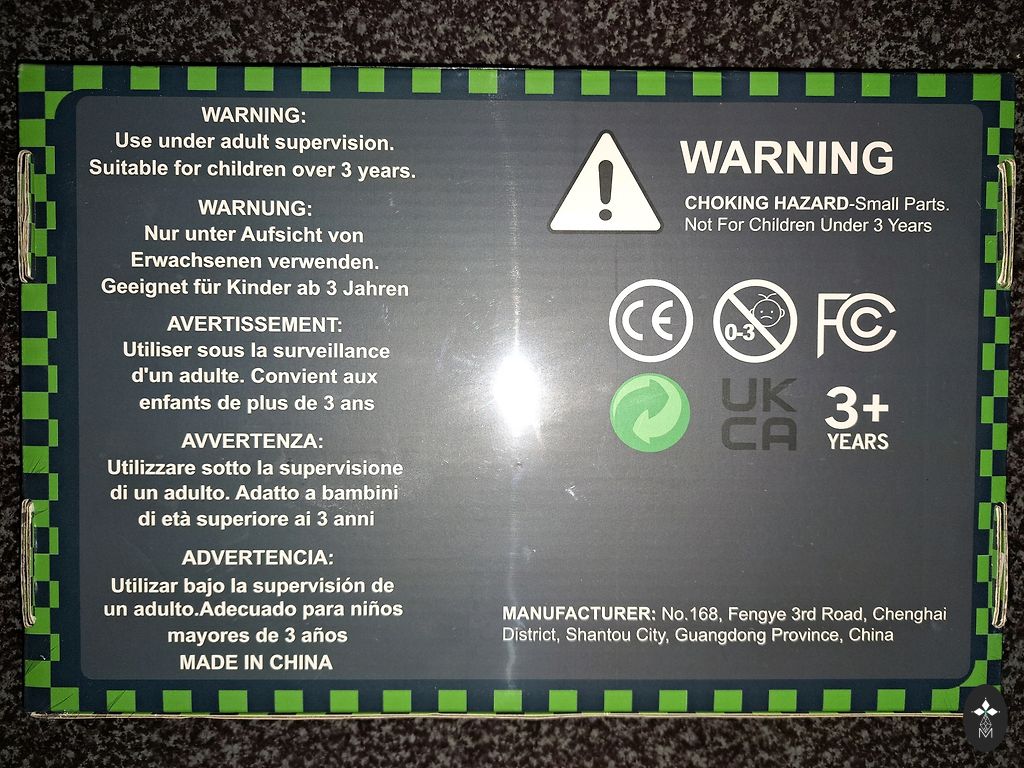 WARNING:
Use under adult supervision.
Suitable for children over 3 years.
WARNUNG:
Nur unter Aufsicht von
Erwachsenen verwenden.
Geeignet für Kinder ab 3 Jahren
AVERTISSEMENT:
Utiliser sous la surveillance
d'un adulte. Convient aux
enfants de plus de 3 ans
AVVERTENZA:
Utilizzare sotto la supervisione
di un adulto. Adatto a bambini
di età superiore ai 3 anni
ADVERTENCIA:
Utilizar bajo la supervisión de
un adulto.Adecuado para niños
mayores de 3 años
MADE IN CHINA
WARNING
CHOKING HAZARD-Small Parts.
Not For Children Under 3 Years
CE 0-3 FC
UK
CA
3+
YEARS
MANUFACTURER: No.168, Fengye 3rd Road, Chenghai
District, Shantou City, Guangdong Province, China
M